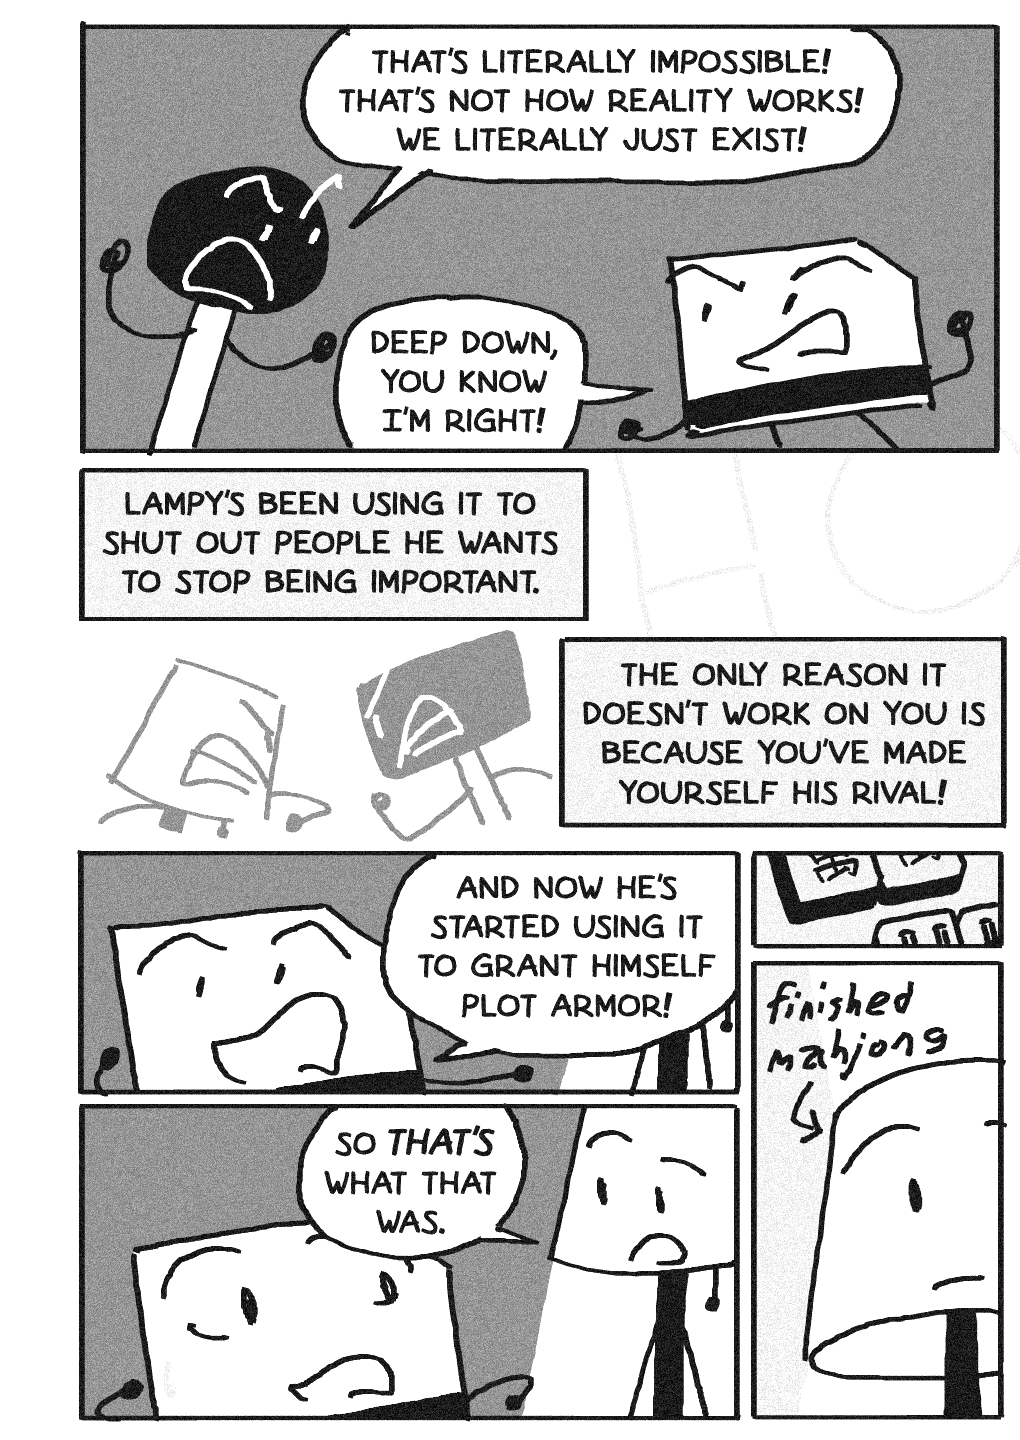 THAT'S LITERALLY IMPOSSIBLE!
THAT'S NOT HOW REALITY WORKS!
WE LITERALLY JUST EXIST!
DEEP DOWN,
YOU KNOW
I'M RIGHT!
LAMPY'S BEEN USING IT TO
SHUT OUT PEOPLE HE WANTS
TO STOP BEING IMPORTANT.
THE ONLY REASON IT
DOESN'T WORK ON YOU IS
BECAUSE YOU'VE MADE
YOURSELF HIS RIVAL!
AND NOW HE'S
STARTED USING IT
TO GRANT HIMSELF
PLOT ARMOR!
finished
mahjong
SO THAT'S
WHAT THAT
WAS.